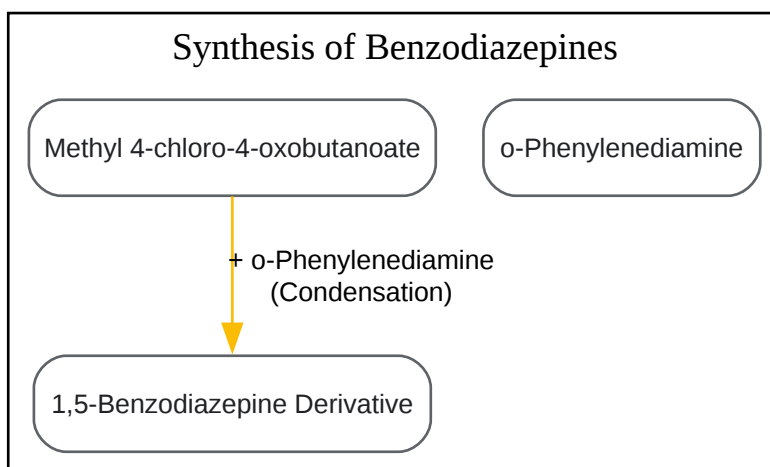 Synthesis of Benzodiazepines
Methyl 4-chloro-4-oxobutanoate
o-Phenylenediamine
+ o-Phenylenediamine
(Condensation)
1,5-Benzodiazepine Derivative